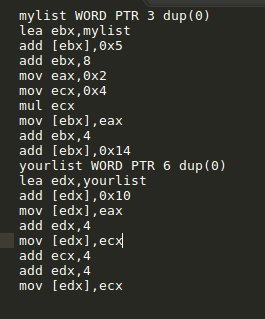 mylist WORD PTR 3 dup(0)
lea ebx,mylist
add [ebx],0x5
add ebx,8
mov eax,0x2
mov ecx,0x4
mul ecx
mov [ebx],eax
add ebx,4
add [ebx],0x14
yourlist WORD PTR 6 dup(0)
lea edx,yourlist
add [edx],0x10
mov [edx],eax
add edx,4
mov [edx],ecx
add ecx,4
add edx,4
mov [edx],ecx